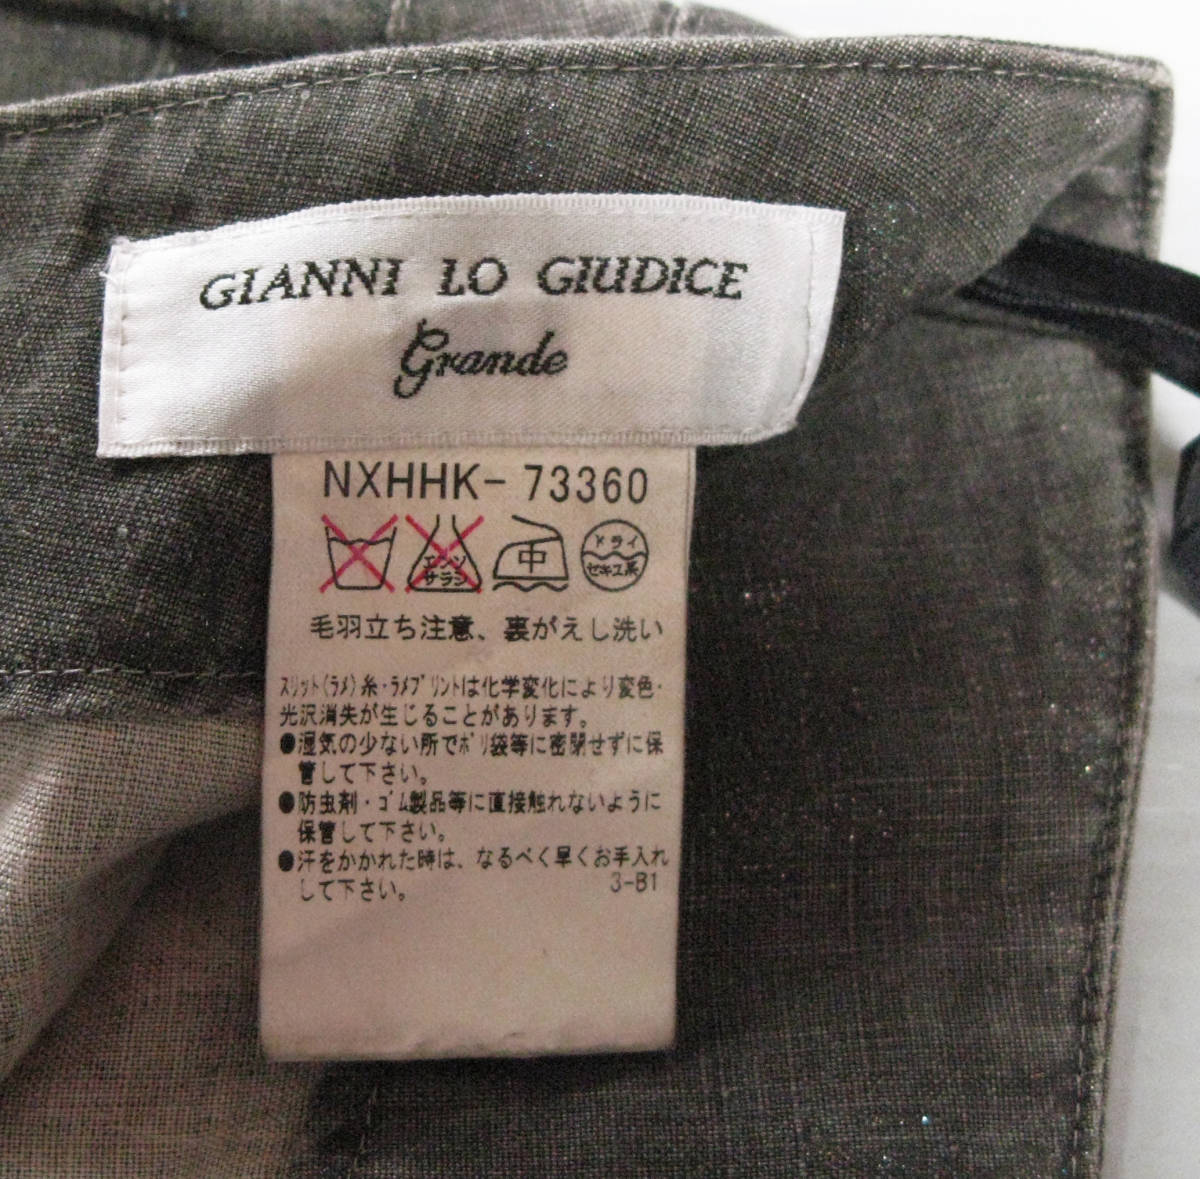 GIANNI LO GIUDICE
Grande
NXHHK-73360
エンソ
サラシ
中
ドライ
セキユ系
毛羽立ち注意、裏がえし洗い
スリット(ラメ)糸・ラメプリントは化学変化により変色・
光沢消失が生じることがあります。
●湿気の少ない所でポリ袋等に密閉せずに保
管して下さい。
●防虫剤・ゴム製品等に直接触れないように
保管して下さい。
●汗をかかれた時は、なるべく早くお手入れ
して下さい。
3-B1